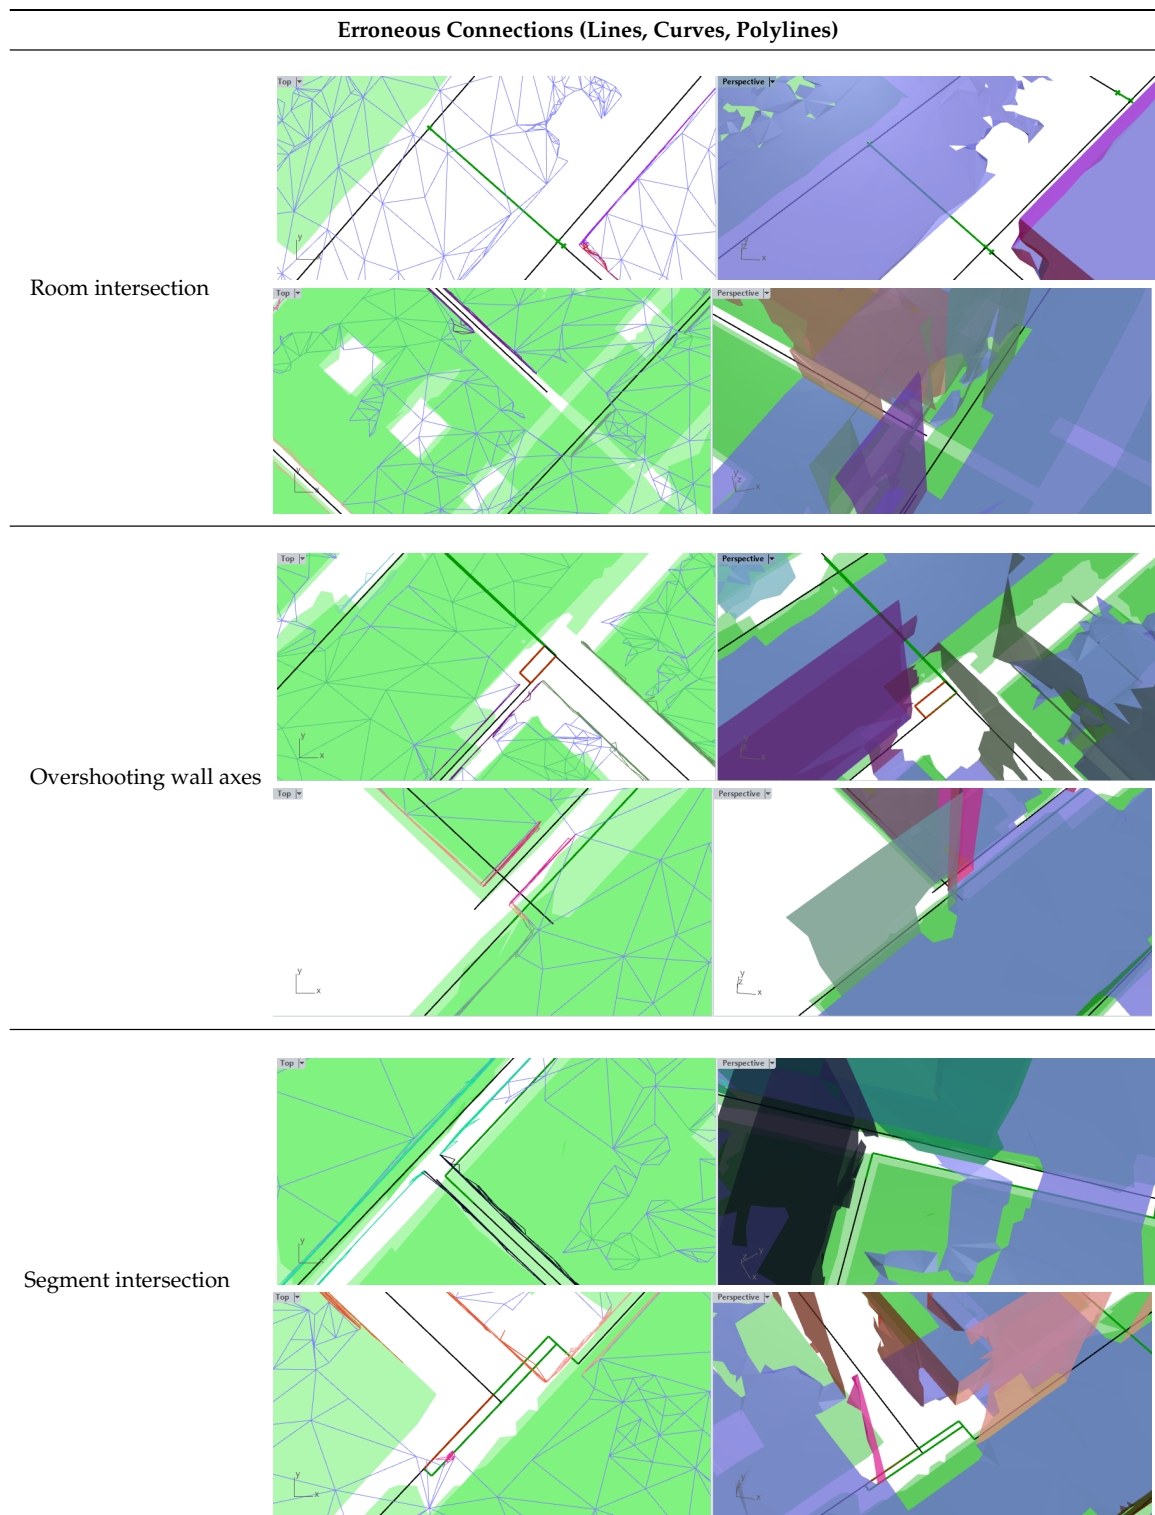 Erroneous Connections (Lines, Curves, Polylines)
Top
Perspective
Room intersection
y
x
z
x
Top
Perspective
y
x
y
z
x
Top
Perspective
Overshooting wall axes
y
x
x
Top
Perspective
y
x
y
z
x
Top
Perspective
Segment intersection
y
x
z
y
x
Top
Perspective
y
x
x